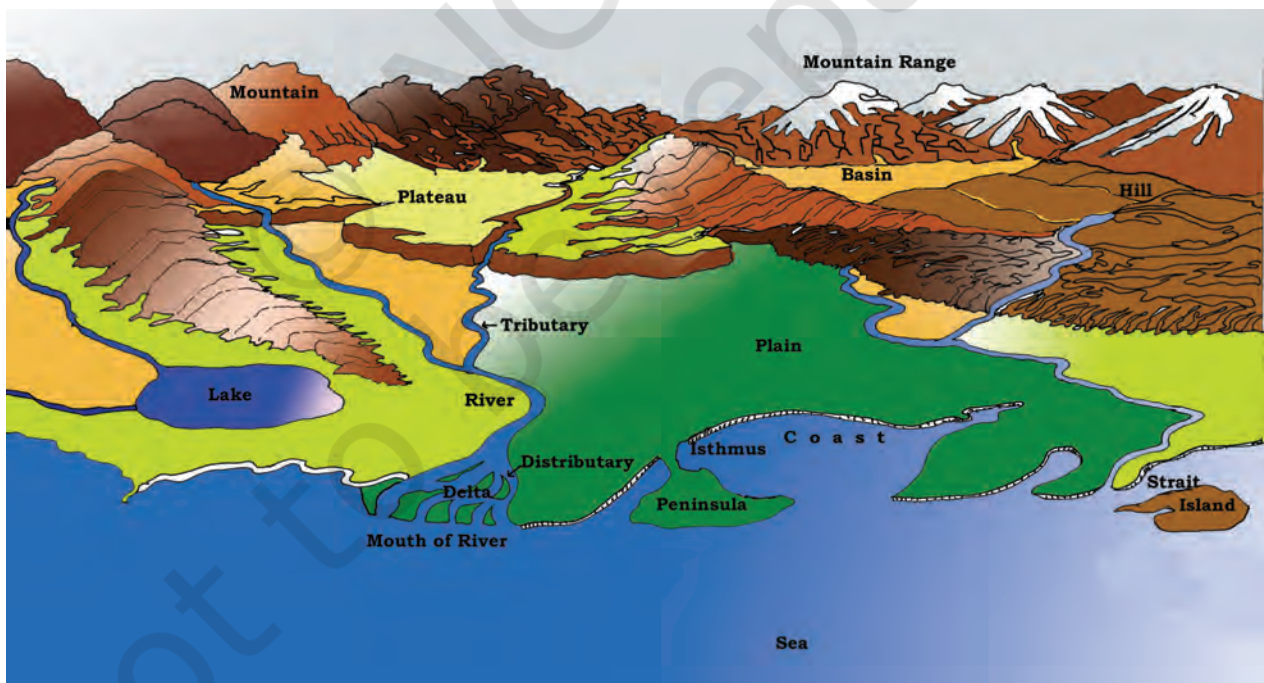 Mountain Range
Mountain
Basin
Hill
Plateau
Tributary
Plain
Lake
River
Coast
Isthmus
Distributary
Strait
Delta
Peninsula
Island
Mouth of River
Sea